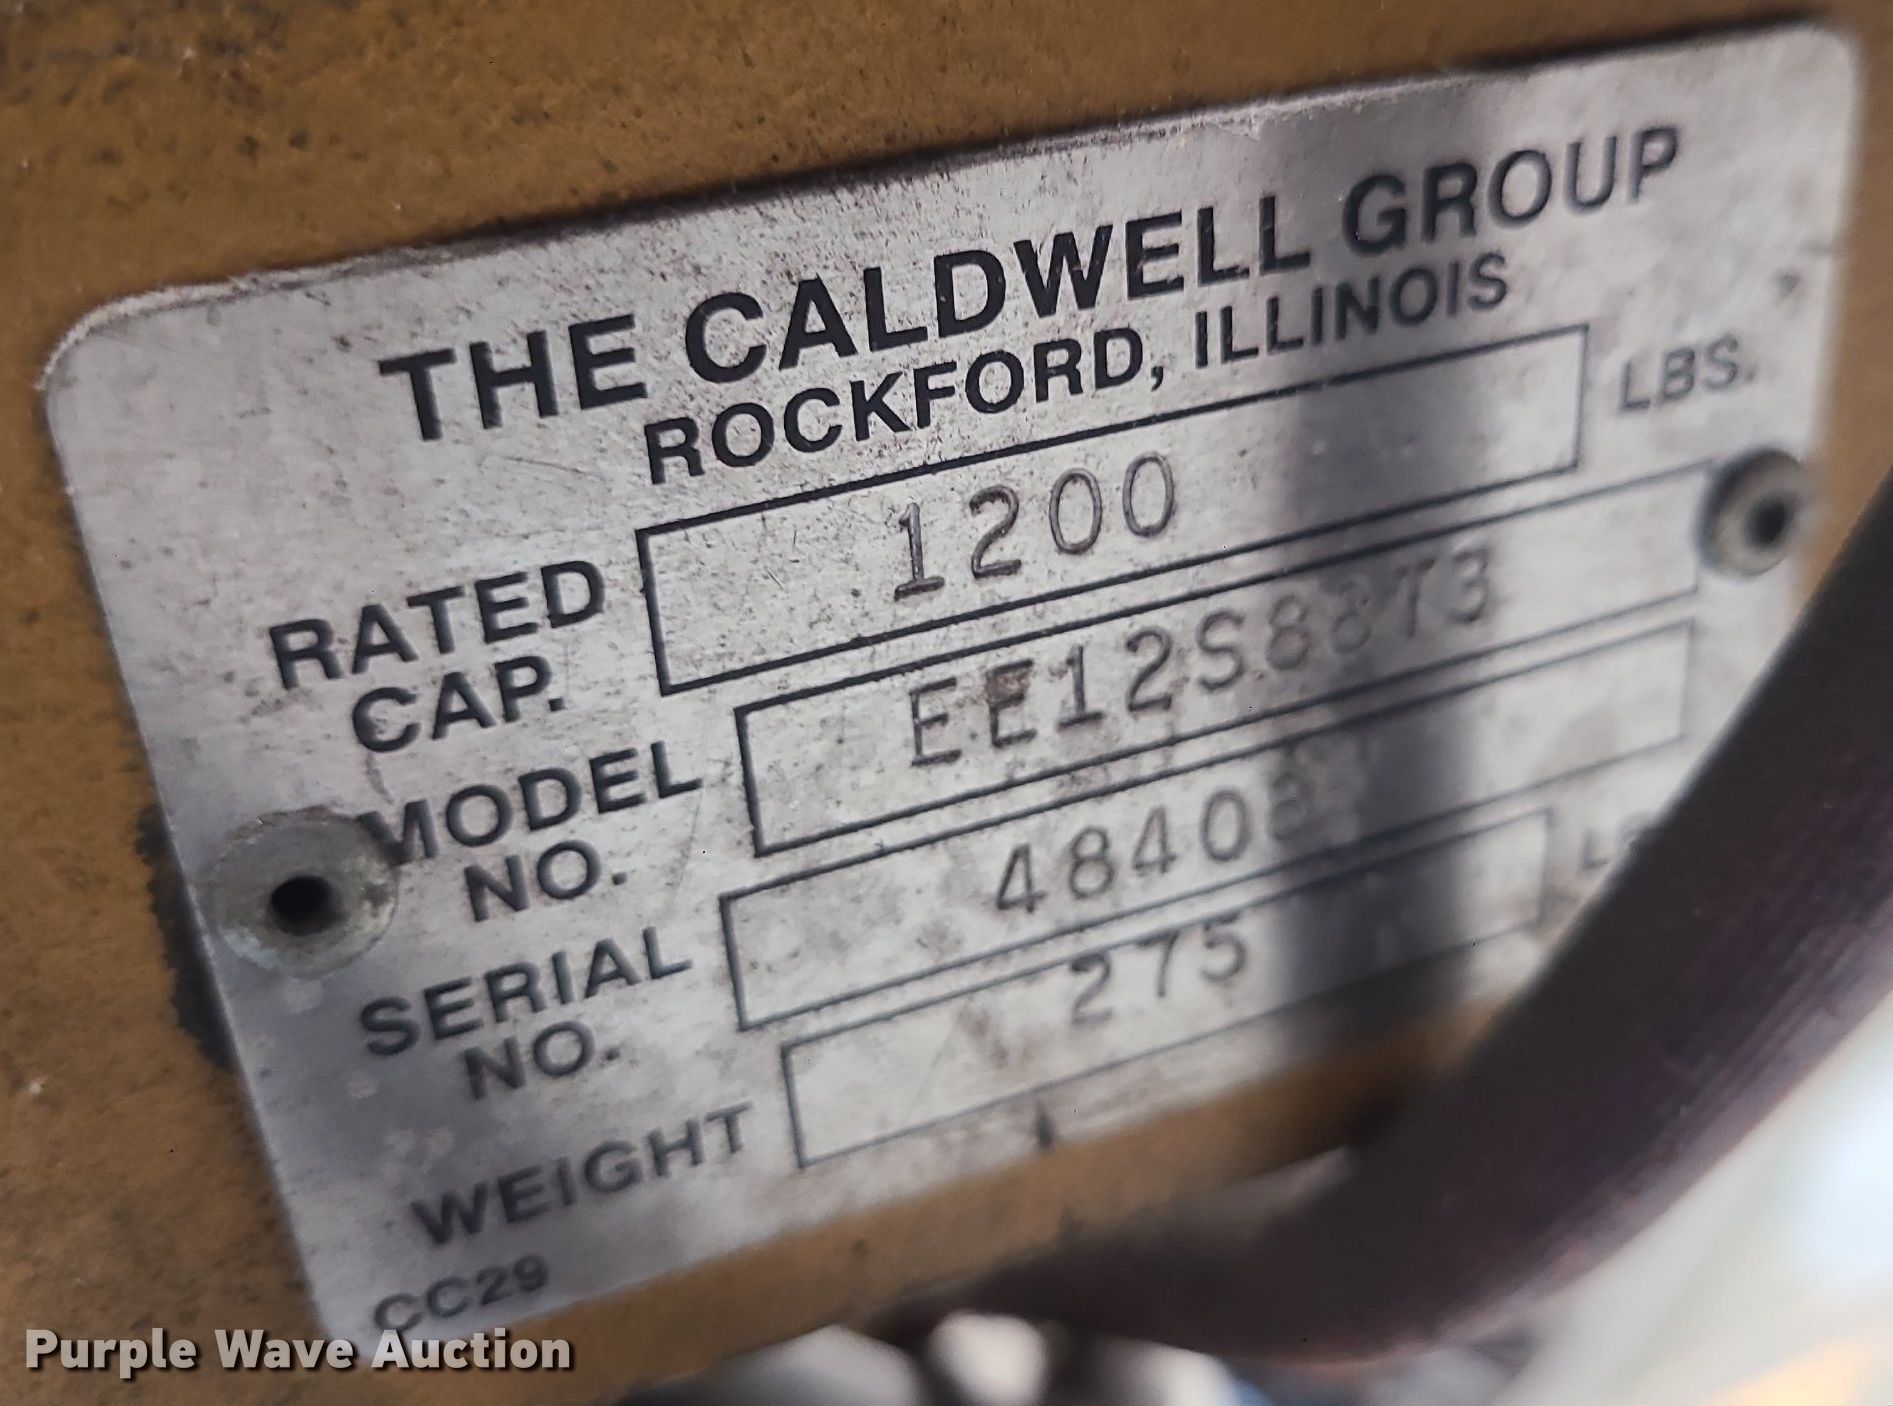 THE CALDWELL GROUP
ROCKFORD, ILLINOIS
RATED CAP. 1200 LBS.
MODEL NO.
SERIAL NO.
WEIGHT 275
CC29
Purple Wave Auction